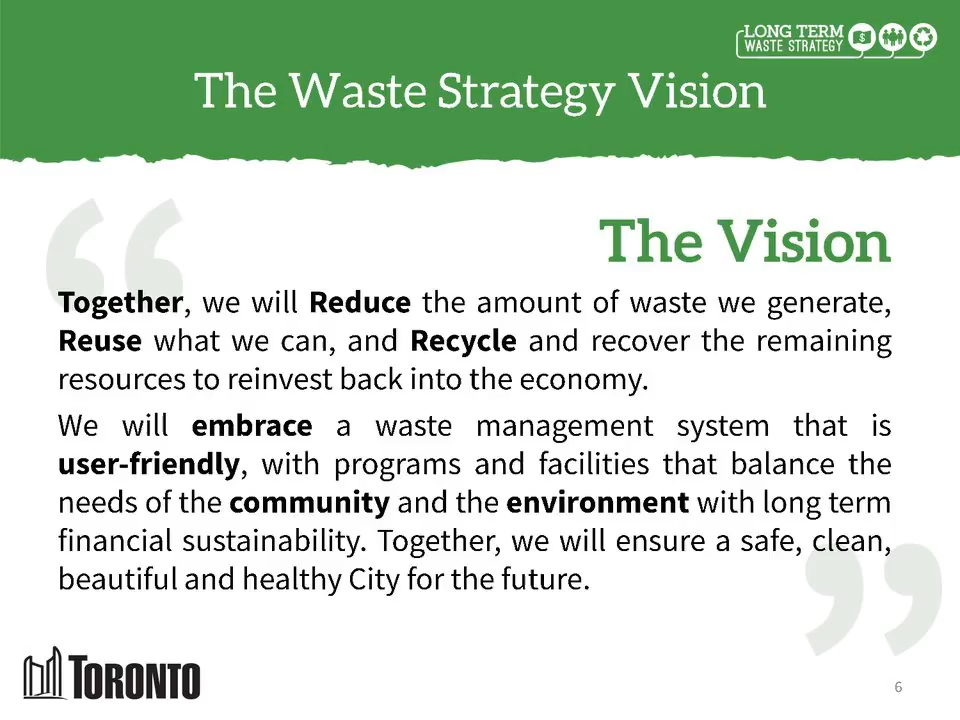 LONG TERM
WASTE STRATEGY
$
The Waste Strategy Vision
“
The Vision
Together, we will Reduce the amount of waste we generate,
Reuse what we can, and Recycle and recover the remaining
resources to reinvest back into the economy.
We will embrace a waste management system that is
user-friendly, with programs and facilities that balance the
needs of the community and the environment with long term
financial sustainability. Together, we will ensure a safe, clean,
beautiful and healthy City for the future.
”
TORONTO
6